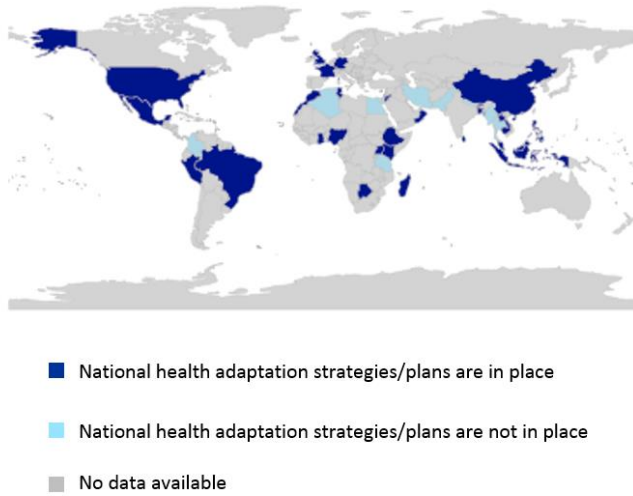 National health adaptation strategies/plans are in place
National health adaptation strategies/plans are not in place
No data available